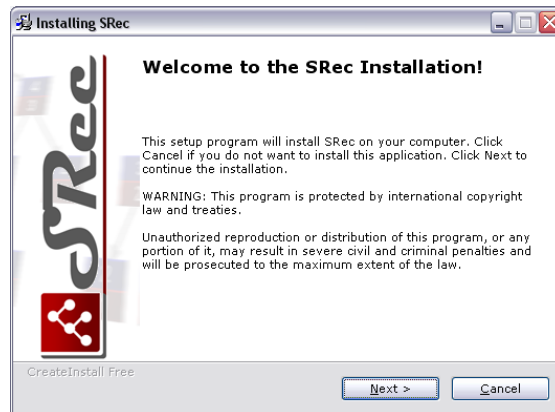 Installing SRec
SRec
Welcome to the SRec Installation!
This setup program will install SRec on your computer. Click
Cancel if you do not want to install this application. Click Next to
continue the installation.
WARNING: This program is protected by international copyright
law and treaties.
Unauthorized reproduction or distribution of this program, or any
portion of it, may result in severe civil and criminal penalties and
will be prosecuted to the maximum extent of the law.
CreateInstall Free
Next >
Cancel